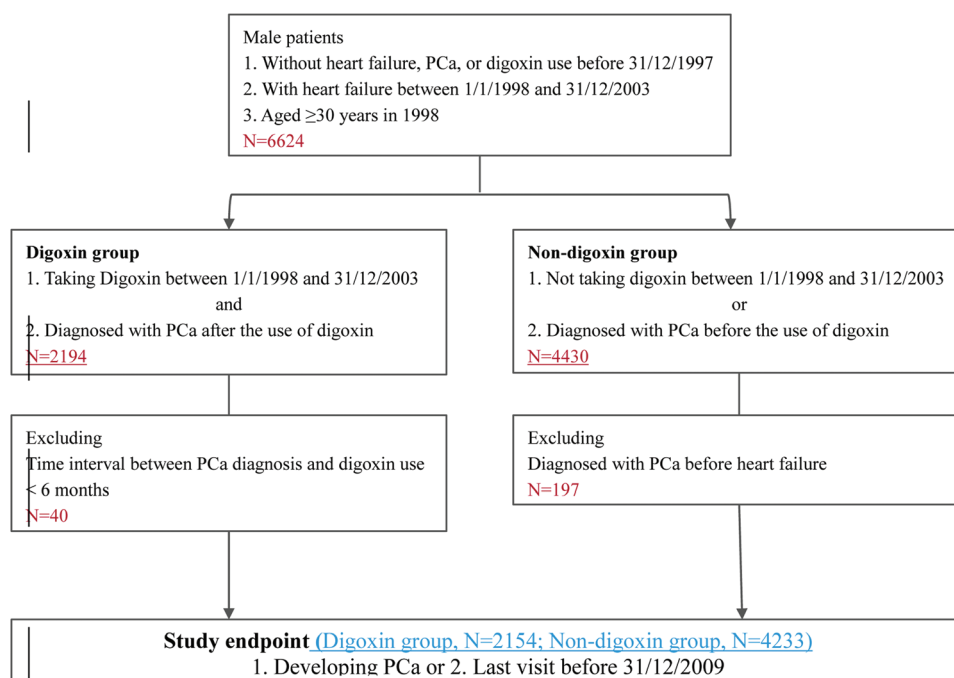 Male patients
1. Without heart failure, PCa, or digoxin use before 31/12/1997
2. With heart failure between 1/1/1998 and 31/12/2003
3. Aged ≥30 years in 1998
N=6624
Digoxin group
1. Taking Digoxin between 1/1/1998 and 31/12/2003
and
2. Diagnosed with PCa after the use of digoxin
N=2194
Non-digoxin group
1. Not taking digoxin between 1/1/1998 and 31/12/2003
or
2. Diagnosed with PCa before the use of digoxin
N=4430
Excluding
Time interval between PCa diagnosis and digoxin use
< 6 months
N=40
Excluding
Diagnosed with PCa before heart failure
N=197
Study endpoint (Digoxin group, N=2154; Non-digoxin group, N=4233)
1. Developing PCa or 2. Last visit before 31/12/2009